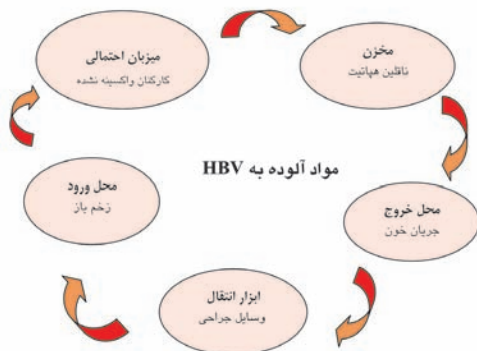 میزبان احتمالی
کارکنان واکسینه نشده
مخزن
ناقلین هپاتیت
مواد آلوده به HBV
محل ورود
زخم باز
محل خروج
جریان خون
ابزار انتقال
وسایل جراحی